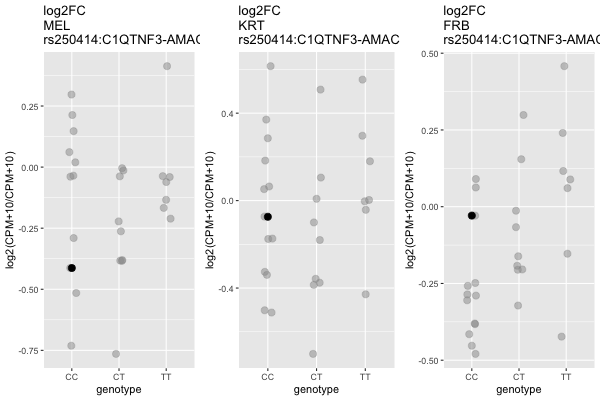 log2FC
MEL
rs250414:C1QTNF3-AMAC
log2(CPM+10/CPM+10)
0.25
0.00
-0.25
-0.50
-0.75
CC CT TT
genotype
log2FC
KRT
rs250414:C1QTNF3-AMAC
log2(CPM+10/CPM+10)
0.4
0.0
-0.4
CC CT TT
genotype
log2FC
FRB
rs250414:C1QTNF3-AMAC
log2(CPM+10/CPM+10)
0.50
0.25
0.00
-0.25
-0.50
CC CT TT
genotype